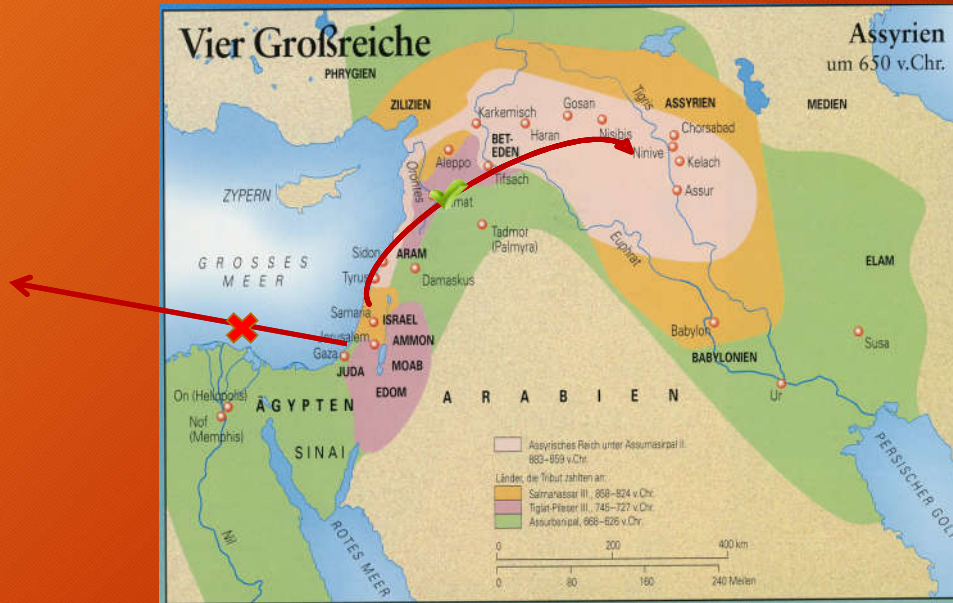 Vier Großreiche
Assyrien
um 650 v.Chr.
PHRYGIEN
ZILIZIEN
Karkemisch
Gosan
Tigris
ASSYRIEN
MEDIEN
Haran
Nisibis
Chorsabad
BET-
EDEN
Ninive
Aleppo
Kelach
Tifsach
Orontes
Assur
ZYPERN
mat
Tadmor
(Palmyra)
Euphrat
GROSSES
MEER
Sidon
ARAM
ELAM
Tyrus
Damaskus
Samaria
ISRAEL
Babylon
Jerusalem
AMMON
Susa
Gaza
JUDA
MOAB
BABYLONIEN
EDOM
ARABIEN
Ur
On (Heliopolis)
ÄGYPTEN
Nof
(Memphis)
SINAI
PERSISCHER GOLF
Nil
ROTES MEER
Assyrisches Reich unter Assurnasirpal II.
883–859 v.Chr.
Länder, die Tribut zahlten an:
Salmanassar III., 858–824 v.Chr.
Tiglat-Pileser III., 745–727 v.Chr.
Assurbanipal, 668–626 v.Chr.
0 200 400 km
0 80 160 240 Meilen